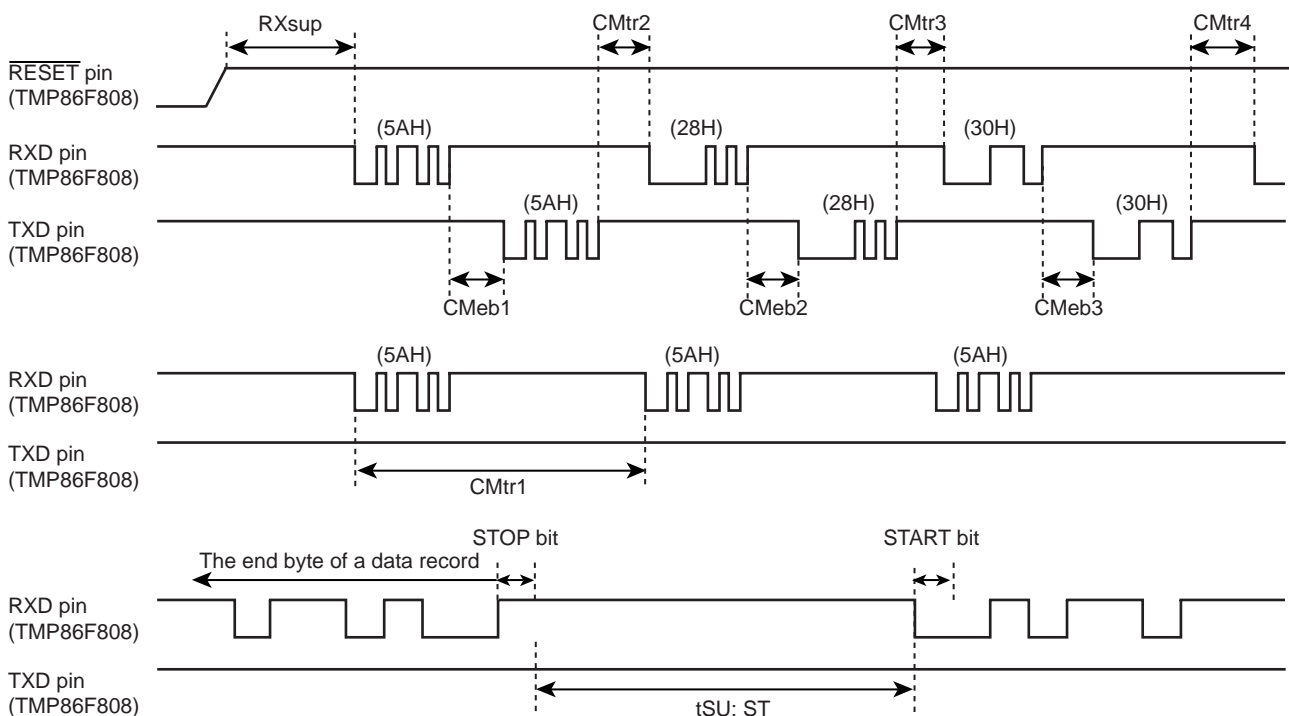 RXsup
CMtr2
CMtr3
CMtr4
RESET pin
(TMP86F808)
(5AH)
(28H)
(30H)
RXD pin
(TMP86F808)
(5AH)
(28H)
(30H)
TXD pin
(TMP86F808)
CMeb1
CMeb2
CMeb3
(5AH)
(5AH)
(5AH)
RXD pin
(TMP86F808)
TXD pin
(TMP86F808)
CMtr1
STOP bit
START bit
The end byte of a data record
RXD pin
(TMP86F808)
TXD pin
(TMP86F808)
tSU; ST